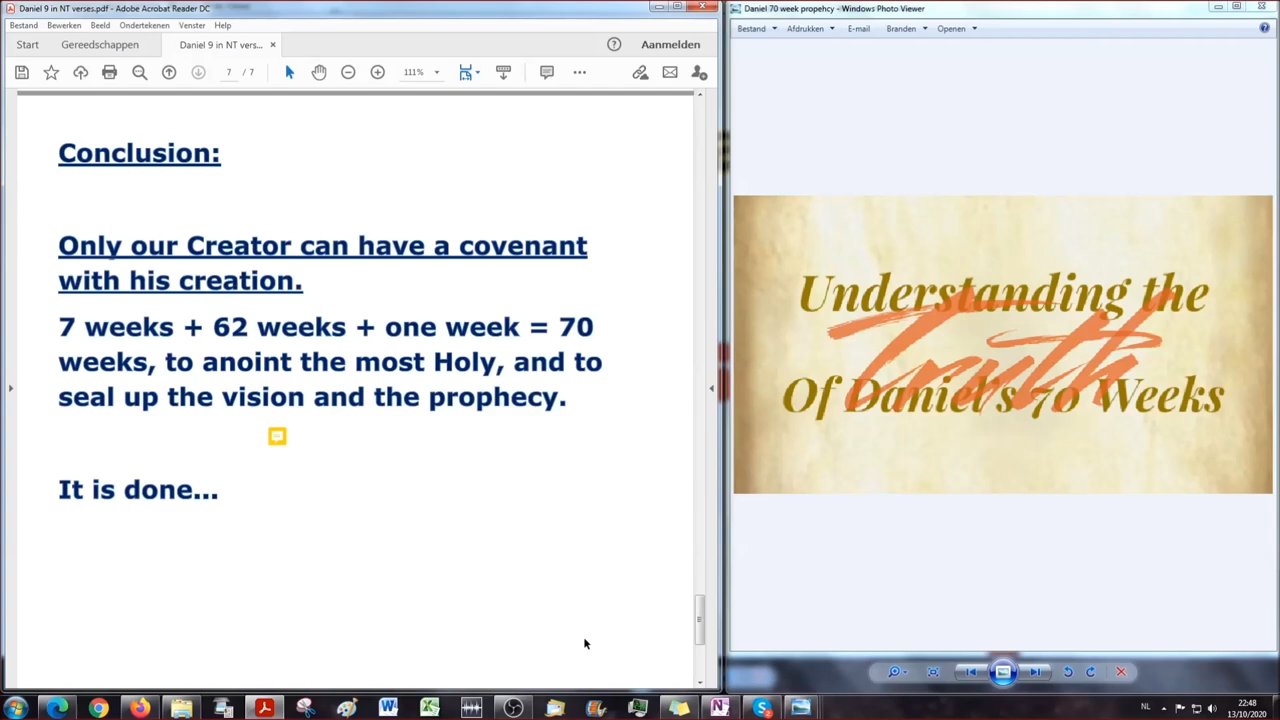 Daniel 9 in NT verses.pdf - Adobe Acrobat Reader DC
Bestand Bewerken Beeld Ondertekenen Venster Help
Start Gereedschappen Daniel 9 in NT vers... × Aanmelden
7 / 7 111%
Conclusion:
Only our Creator can have a covenant
with his creation.
7 weeks + 62 weeks + one week = 70
weeks, to anoint the most Holy, and to
seal up the vision and the prophecy.
It is done...
Daniel 70 week propehcy - Windows Photo Viewer
Bestand Afdrukken E-mail Branden Openen
Understanding the
Truth
Of Daniel's 70 Weeks
NL 22:48
13/10/2020